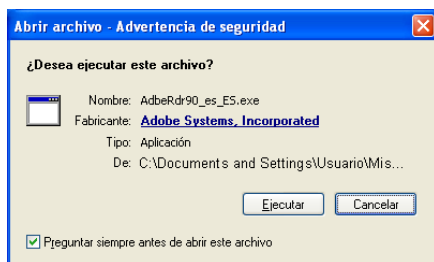 Abrir archivo - Advertencia de seguridad
¿Desea ejecutar este archivo?
Nombre: AdbeRdr90_es_ES.exe
Fabricante: Adobe Systems, Incorporated
Tipo: Aplicación
De: C:\Documents and Settings\Usuario\Mis...
Ejecutar Cancelar
Preguntar siempre antes de abrir este archivo